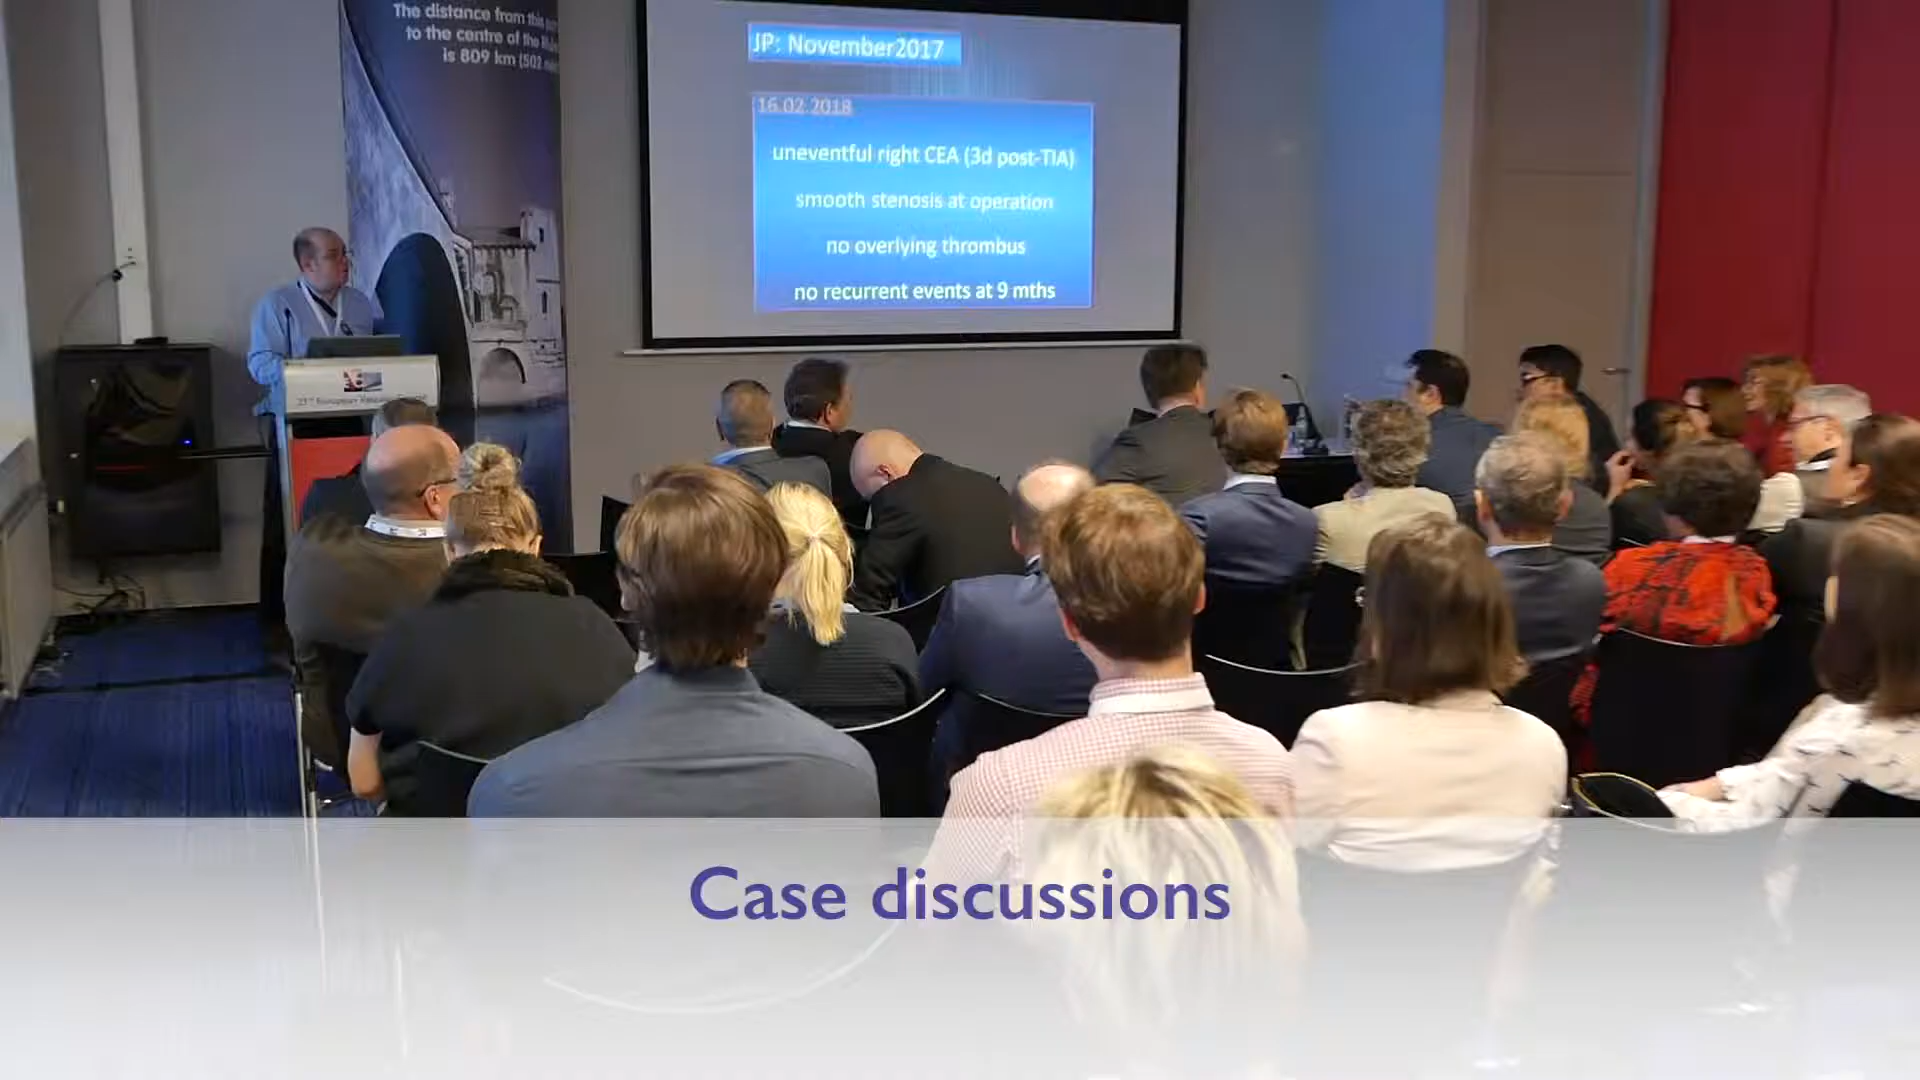 The distance from this
to the centre of the
is 809 km (502
JP: November2017
16.02.2018
uneventful right CEA (3d post-TIA)
smooth stenosis at operation
no overlying thrombus
no recurrent events at 9 mths
European
Case discussions